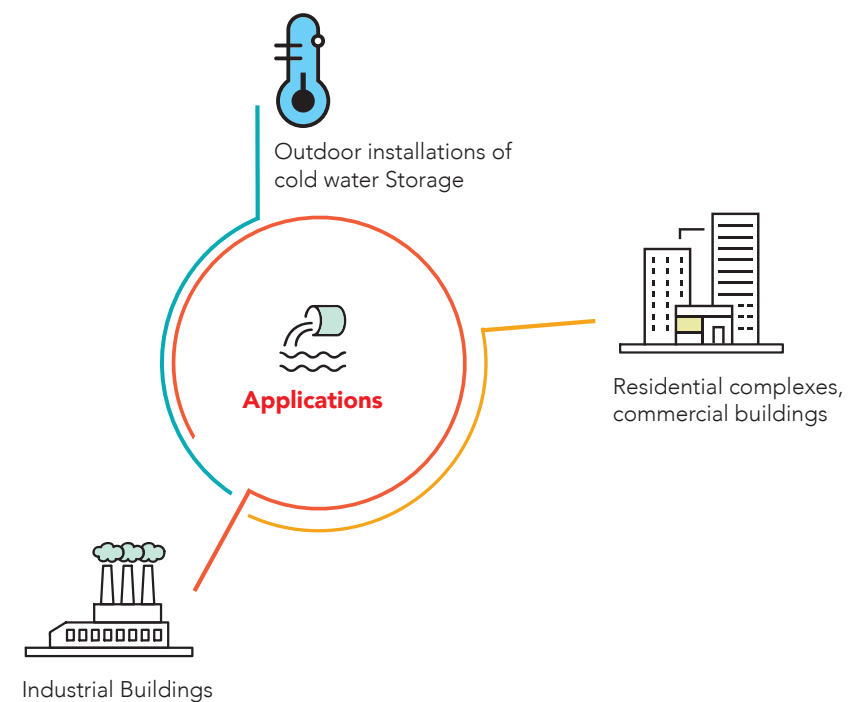 Outdoor installations of
cold water Storage
Applications
Residential complexes,
commercial buildings
Industrial Buildings